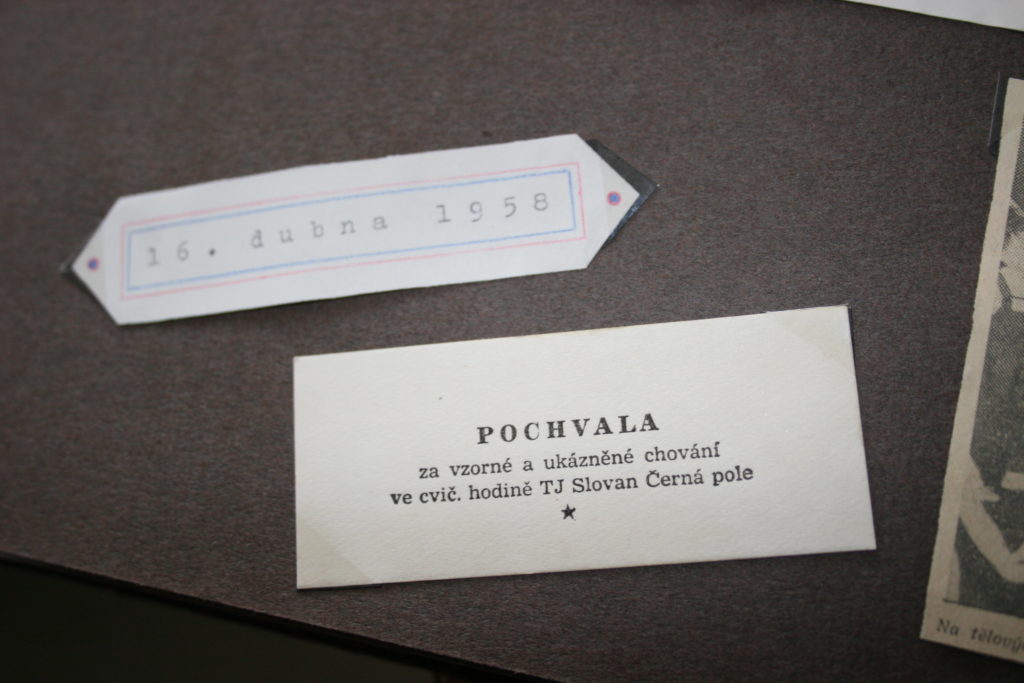 16. dubna 1958
POCHVALA
za vzorné a ukázněné chování
ve cvič. hodině TJ Slovan Černá pole
★
Na